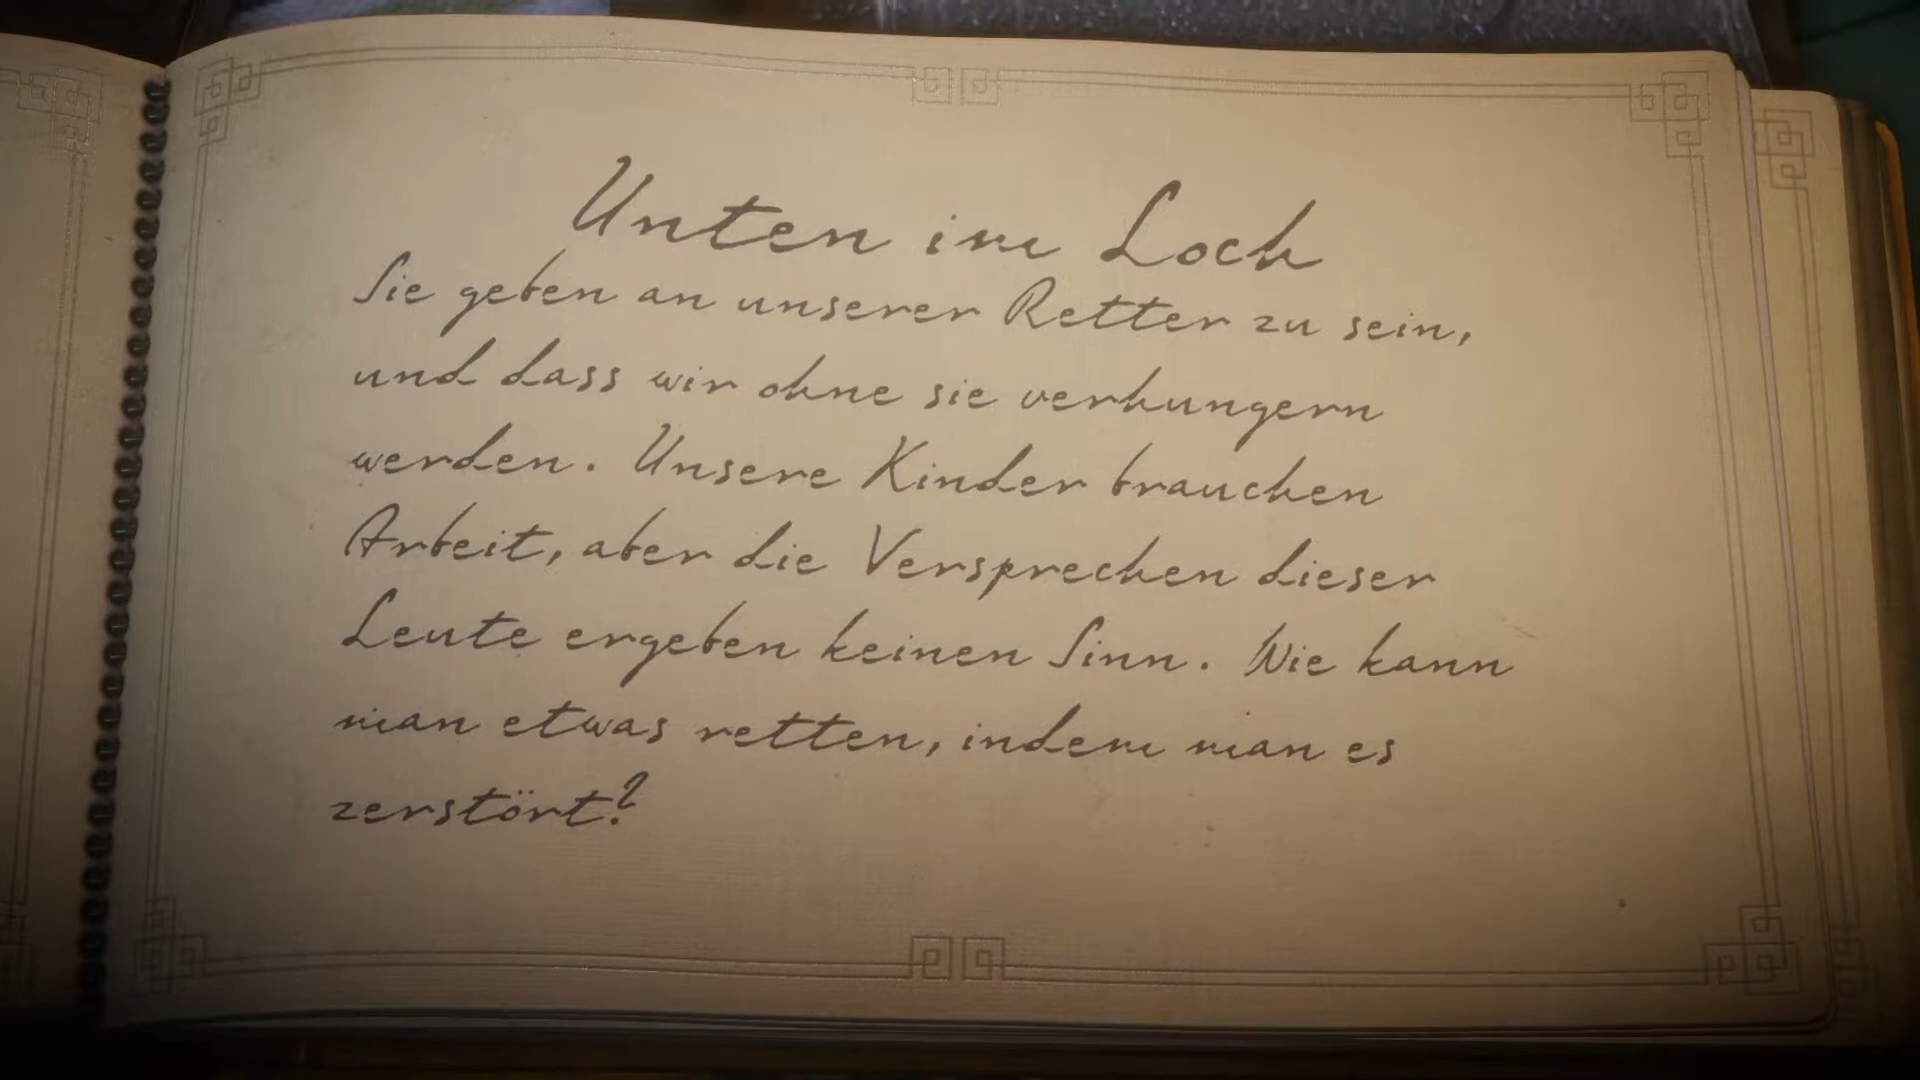 Unten im Loch
Sie geben an unserer Retter zu sein,
und dass wir ohne sie verhungern
werden. Unsere Kinder brauchen
Arbeit, aber die Versprechen dieser
Leute ergeben keinen Sinn. Wie kann
man etwas retten, indem man es
zerstört?